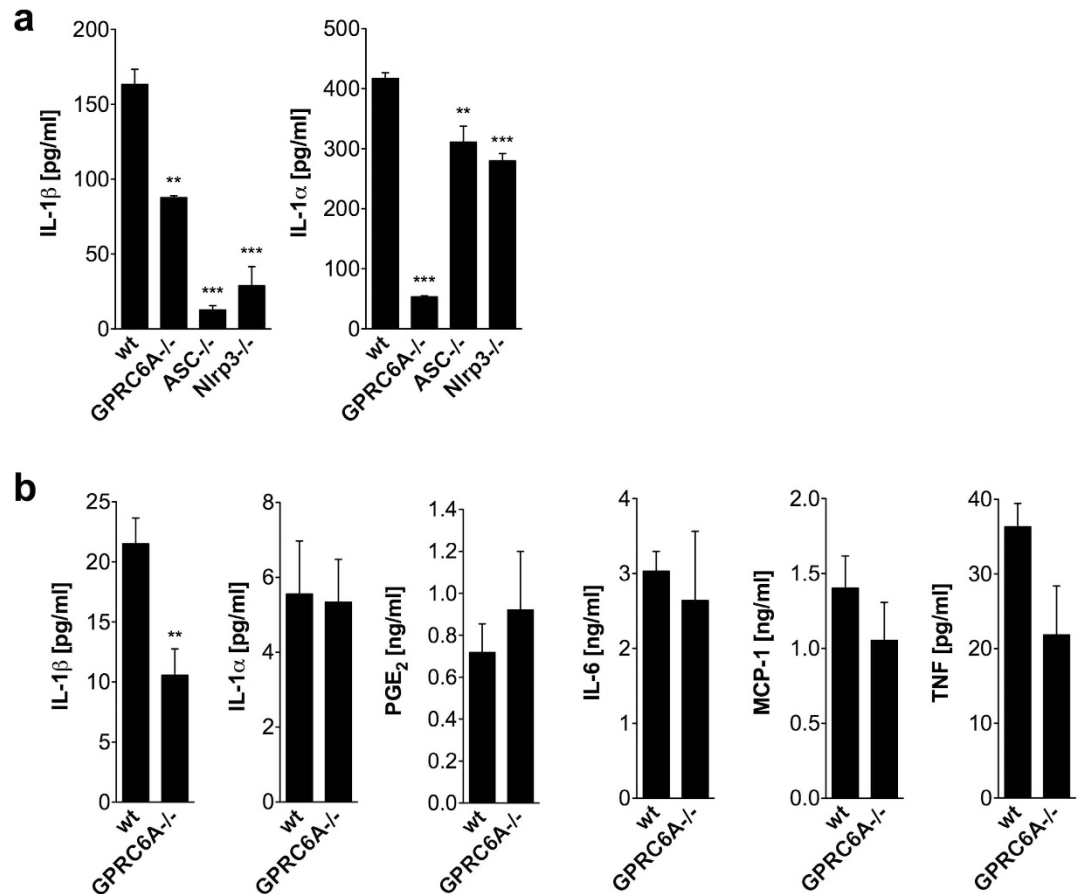 a
IL-1β [pg/ml]
200
150
100
50
0
**
***
***
wt
GPRC6A-/-
ASC-/-
Nlrp3-/-
IL-1α [pg/ml]
500
400
300
200
100
0
***
**
***
wt
GPRC6A-/-
ASC-/-
Nlrp3-/-
b
IL-1β [pg/ml]
25
20
15
10
5
0
**
wt
GPRC6A-/-
IL-1α [pg/ml]
8
6
4
2
0
wt
GPRC6A-/-
PGE2 [ng/ml]
1.4
1.2
1.0
0.8
0.6
0.4
0.2
0.0
wt
GPRC6A-/-
IL-6 [ng/ml]
4
3
2
1
0
wt
GPRC6A-/-
MCP-1 [ng/ml]
2.0
1.5
1.0
0.5
0.0
wt
GPRC6A-/-
TNF [pg/ml]
40
30
20
10
0
wt
GPRC6A-/-